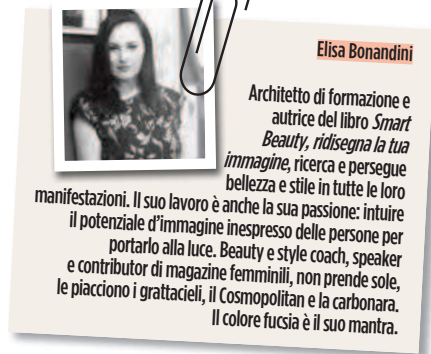 Elisa Bonandini
Architetto di formazione e
autrice del libro Smart
Beauty, ridisegna la tua
immagine, ricerca e persegue
bellezza e stile in tutte le loro
manifestazioni. Il suo lavoro è anche la sua passione: intuire
il potenziale d'immagine inespresso delle persone per
portarlo alla luce. Beauty e style coach, speaker
e contributor di magazine femminili, non prende sole,
le piacciono i grattacieli, il Cosmopolitan e la carbonara.
Il colore fucsia è il suo mantra.